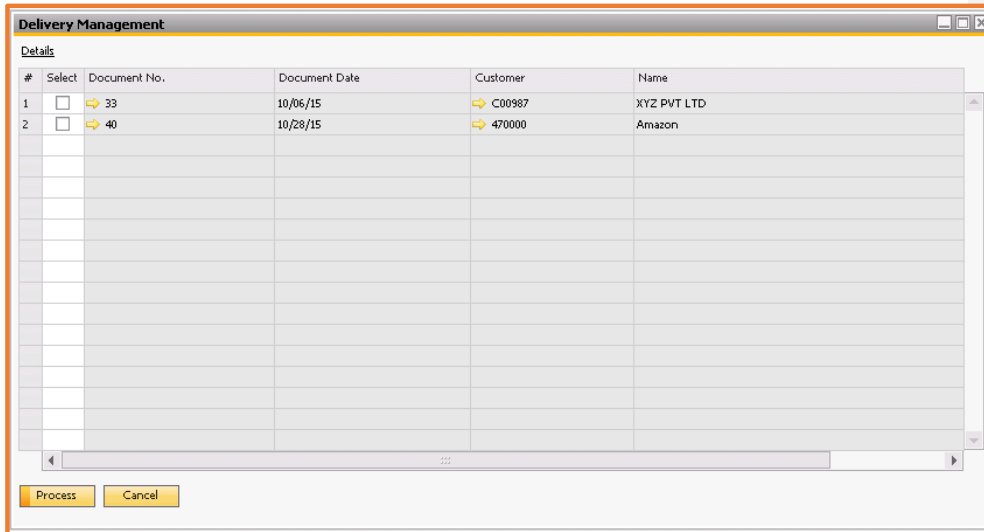 Delivery Management
Details
# Select Document No. Document Date Customer Name
1 33 10/06/15 C00987 XYZ PVT LTD
2 40 10/28/15 470000 Amazon
Process Cancel